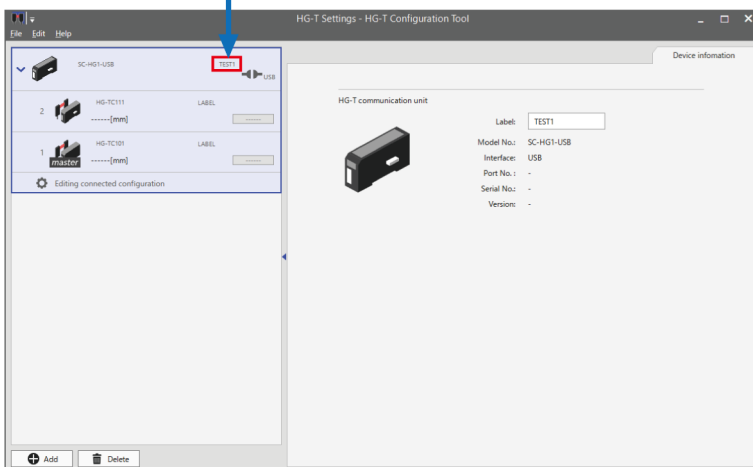 HG-T Settings - HG-T Configuration Tool
File Edit Help
SC-HG1-USB TEST1
USB
2 HG-TC111 LABEL
------[mm] ------
1 HG-TC101 LABEL
master ------[mm] ------
Editing connected configuration
Add Delete
Device infomation
HG-T communication unit
Label: TEST1
Model No.: SC-HG1-USB
Interface: USB
Port No. : -
Serial No.: -
Version: -